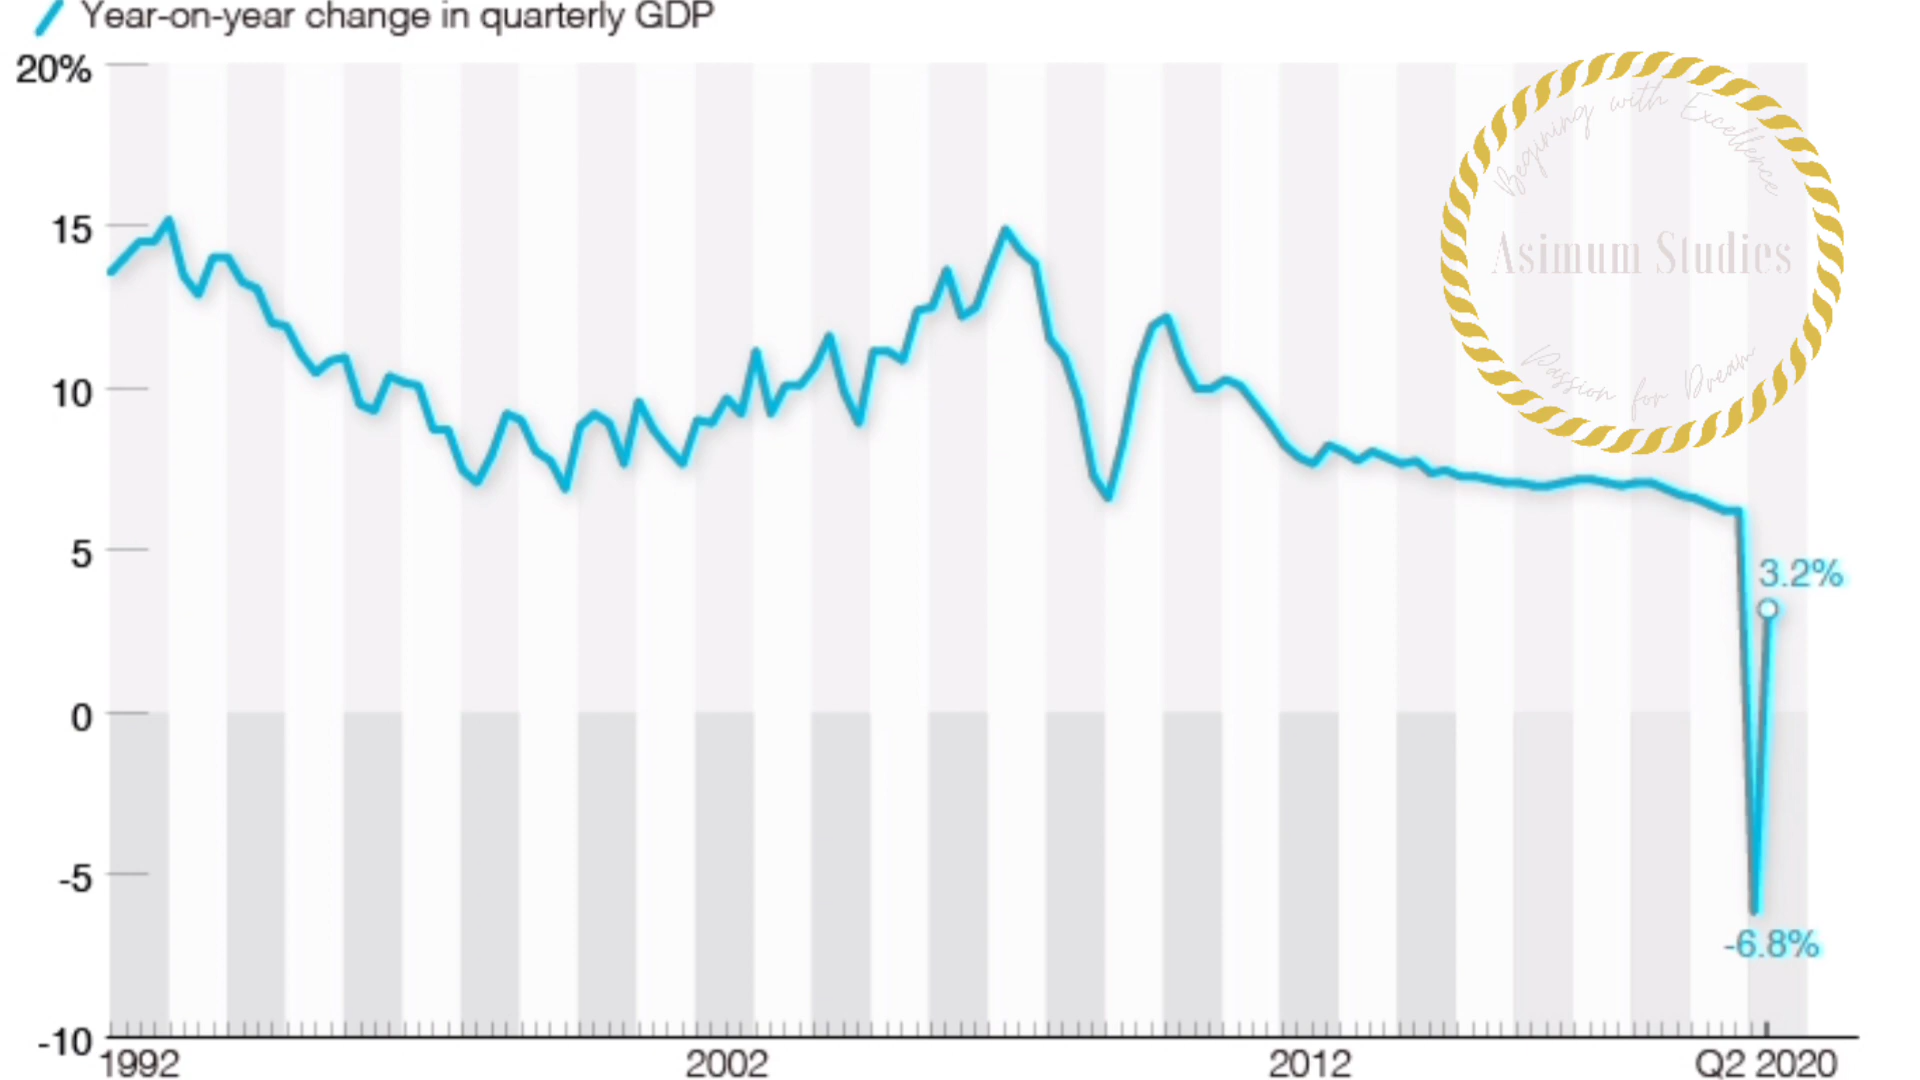 Year-on-year change in quarterly GDP
20%
15
10
5
0
-5
-10
1992
2002
2012
Q2 2020
3.2%
-6.8%
Begining with Excellence
Asimum Studies
Passion for Dream